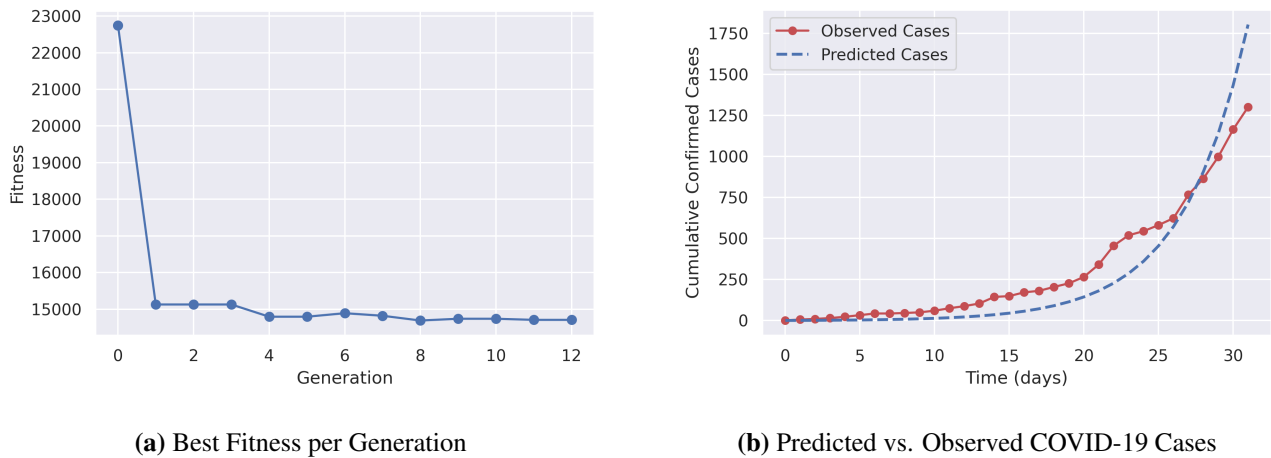 23000
22000
21000
20000
19000
18000
17000
16000
15000
Fitness
0 2 4 6 8 10 12
Generation
(a) Best Fitness per Generation
Observed Cases
Predicted Cases
1750
1500
1250
1000
750
500
250
0
Cumulative Confirmed Cases
0 5 10 15 20 25 30
Time (days)
(b) Predicted vs. Observed COVID-19 Cases